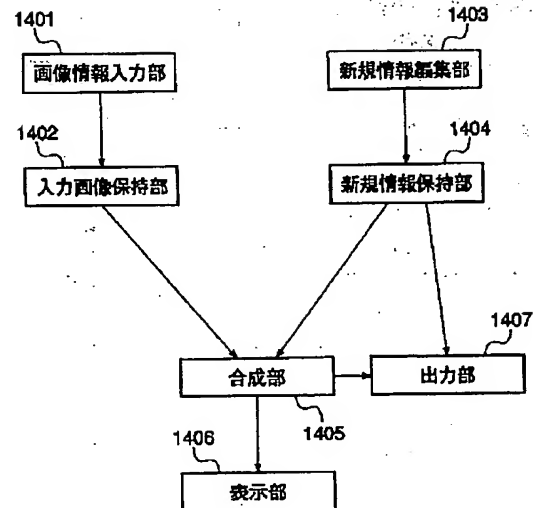 1401
画像情報入力部
1403
新規情報編集部
1402
入力画像保持部
1404
新規情報保持部
合成部
1405
1407
出力部
1406
表示部